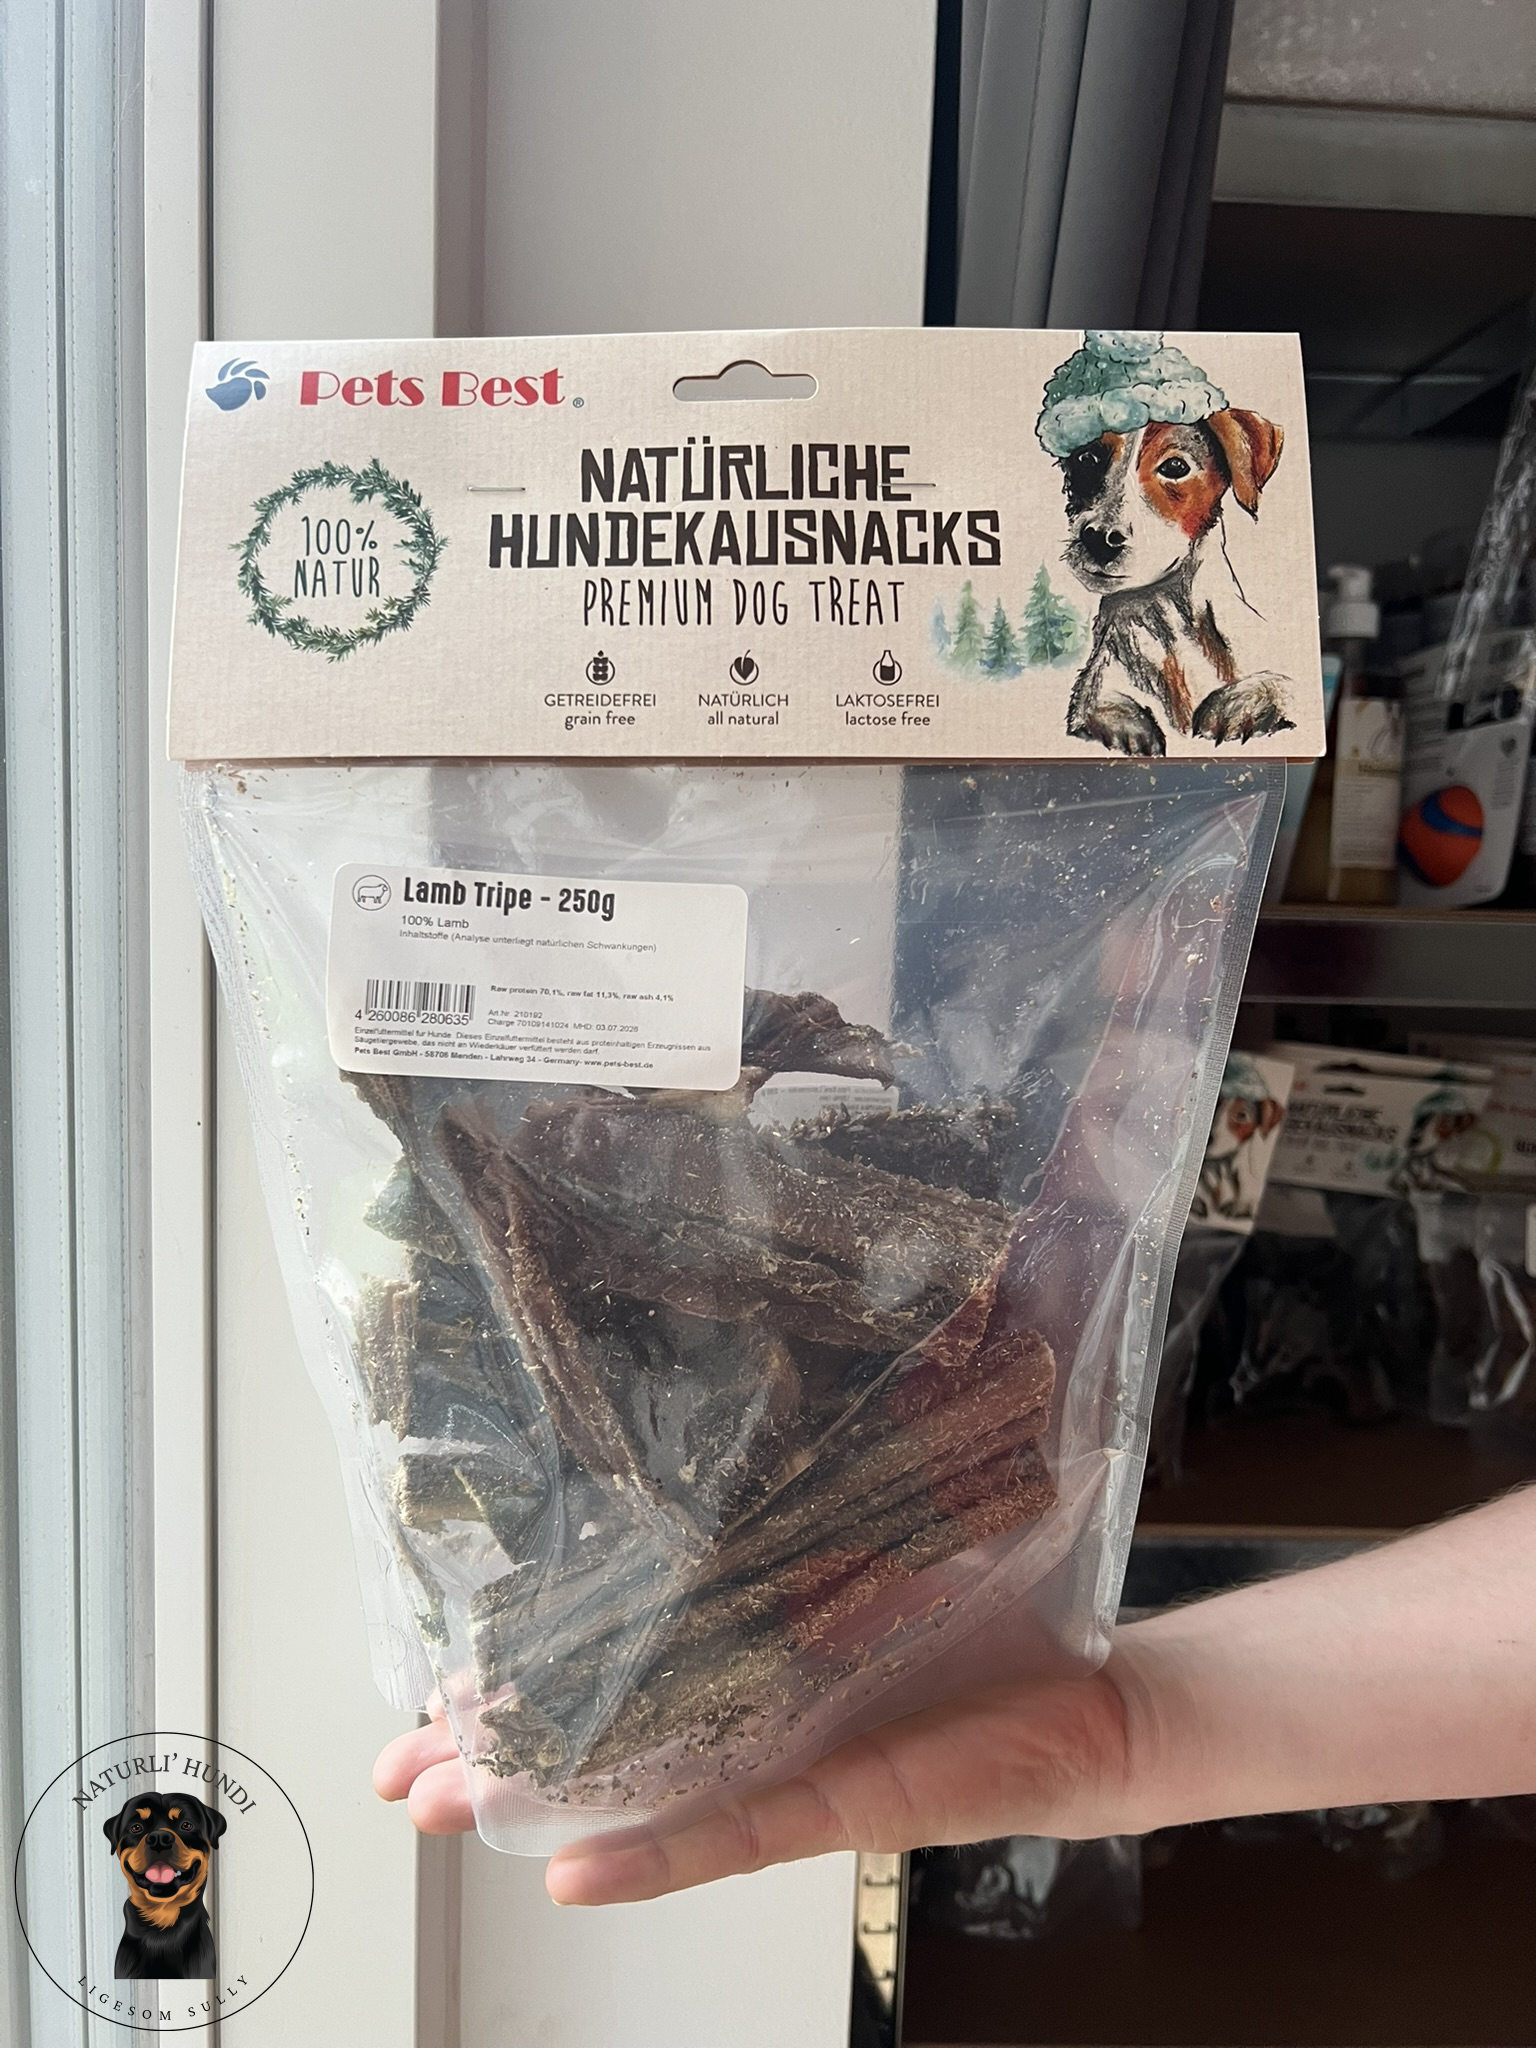 Pets Best®
100%
NATUR
NATÜRLICHE
HUNDEKAUSNACKS
PREMIUM DOG TREAT
GETREIDEFREI
grain free
NATÜRLICH
all natural
LAKTOSEFREI
lactose free
Lamb Tripe - 250g
100% Lamb
Inhaltstoffe (Analyse unterliegt natürlichen Schwankungen)
Raw protein 70,1%, raw fat 11,3%, raw ash 4,1%
4 260086 280635
Art.Nr. 210192
Charge 70109141024 MHD: 03.07.2026
Einzelfuttermittel für Hunde. Dieses Einzelfuttermittel besteht aus proteinhaltigen Erzeugnissen aus
Säugetiergewebe, das nicht an Wiederkäuer verfüttert werden darf.
Pets Best GmbH - 58706 Menden - Lahrweg 34 - Germany- www.pets-best.de
NATÜRLICHE
NATURLI' HUNDI
LIGESOM SULLY